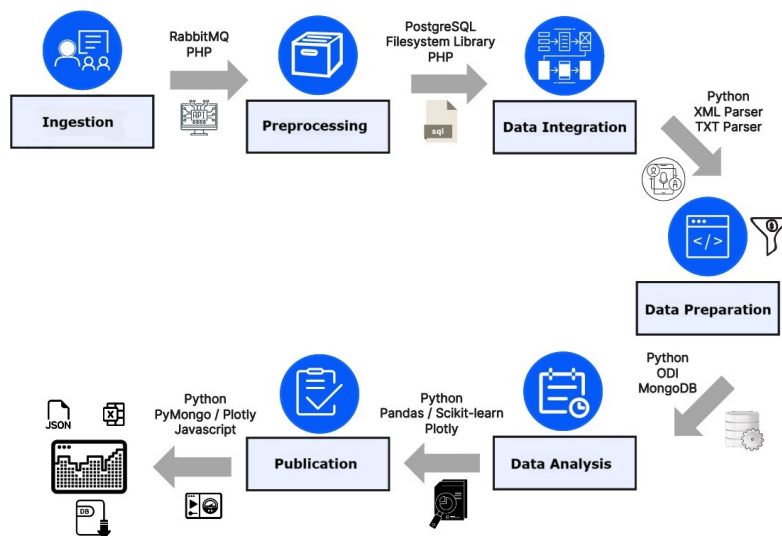 RabbitMQ
PHP
API
Ingestion
PostgreSQL
Filesystem Library
PHP
sql
Preprocessing
Data Integration
Python
XML Parser
TXT Parser
</>
Data Preparation
Python
ODI
MongoDB
Data Analysis
Python
Pandas / Scikit-learn
Plotly
Publication
Python
PyMongo / Plotly
Javascript
JSON
X
DB